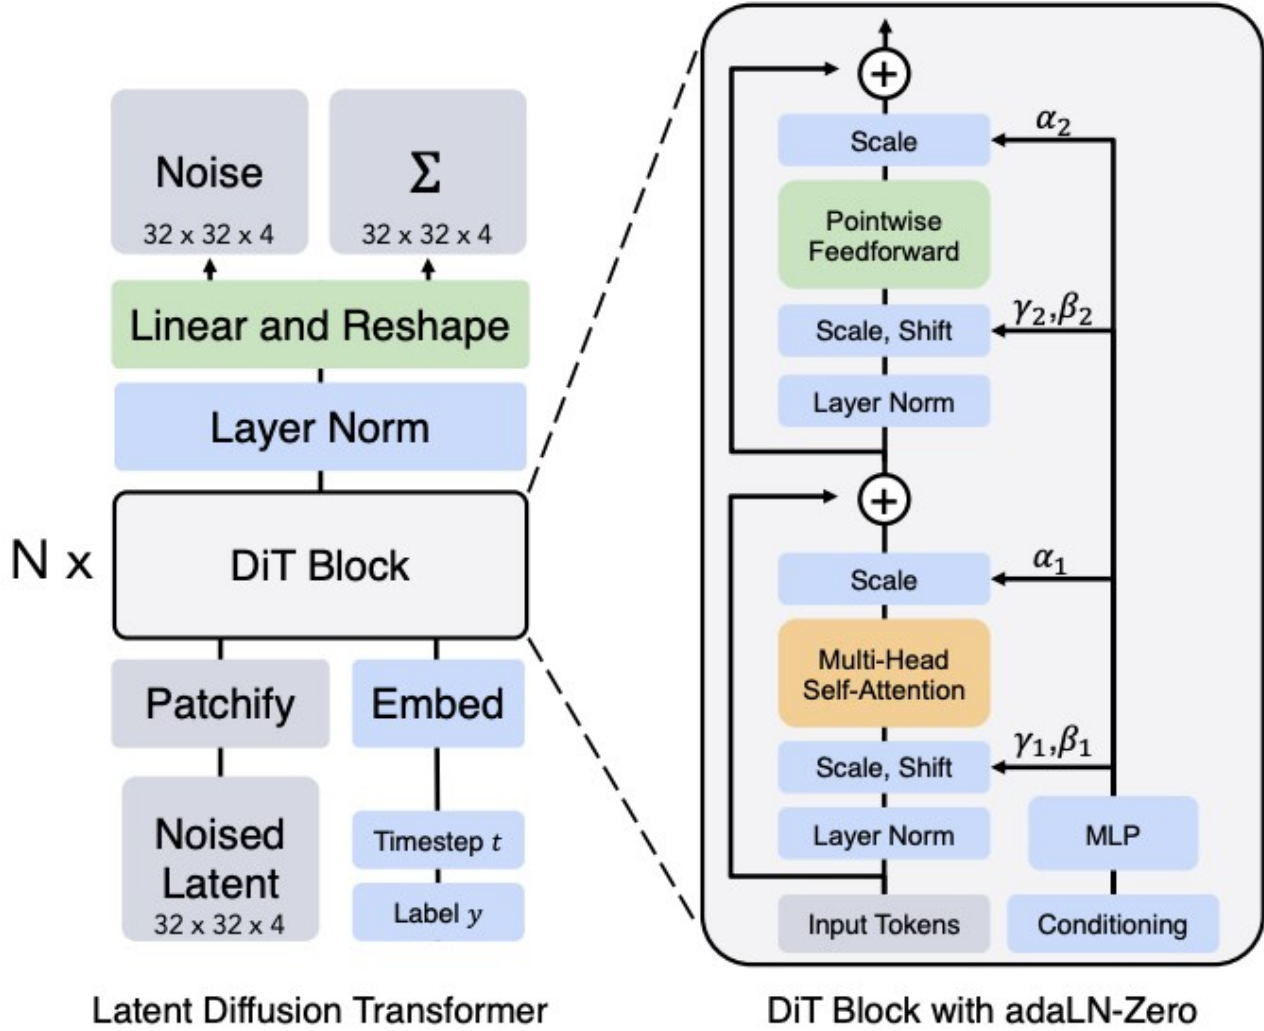 Noise
32 x 32 x 4
Σ
32 x 32 x 4
Linear and Reshape
Layer Norm
N x
DiT Block
Patchify
Embed
Noised
Latent
32 x 32 x 4
Timestep t
Label y
Latent Diffusion Transformer
α₂
Scale
Pointwise
Feedforward
γ₂,β₂
Scale, Shift
Layer Norm
α₁
Scale
Multi-Head
Self-Attention
γ₁,β₁
Scale, Shift
Layer Norm
MLP
Input Tokens
Conditioning
DiT Block with adaLN-Zero